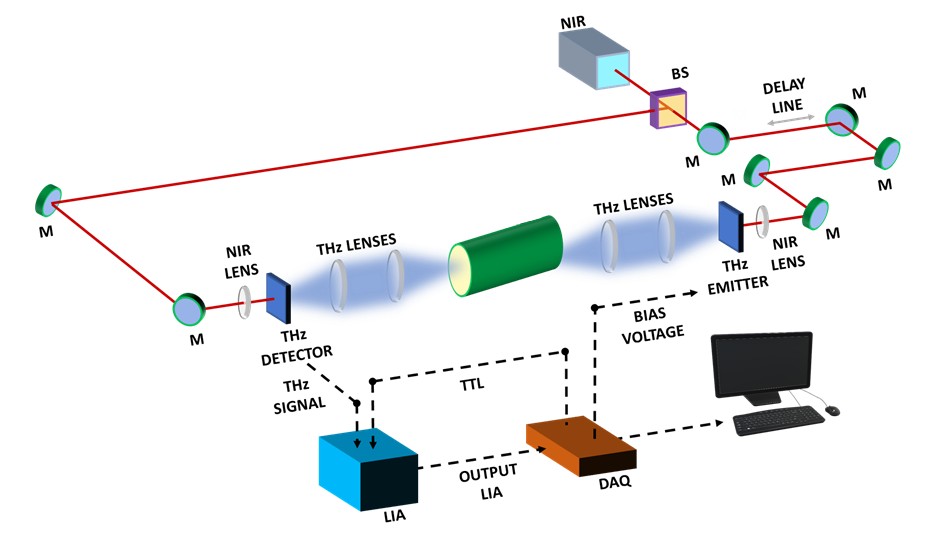 NIR
BS
DELAY
LINE
M
M
M
M
M
M
M
THz LENSES
THz LENSES
NIR
LENS
NIR
LENS
THz
EMITTER
THz
DETECTOR
BIAS
VOLTAGE
THz
SIGNAL
TTL
OUTPUT
LIA
LIA
DAQ